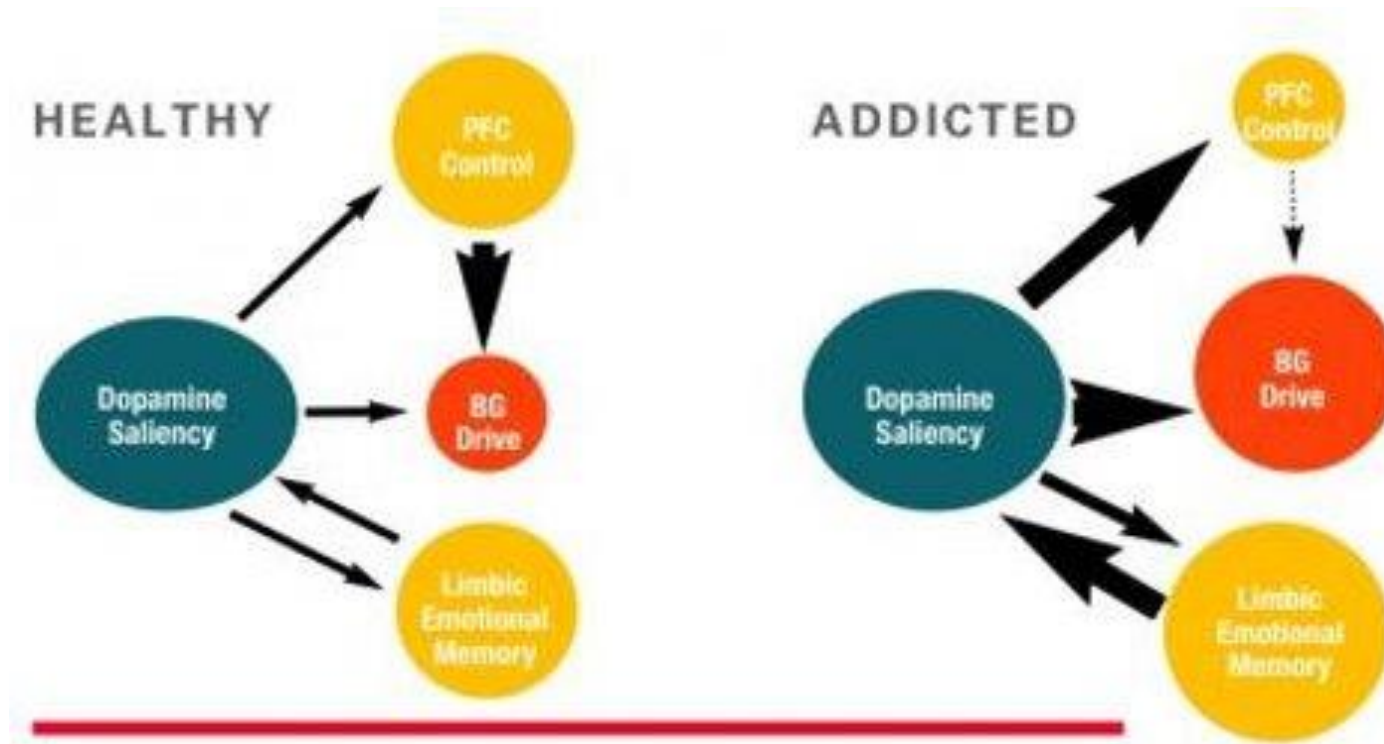 HEALTHY
PFC
Control
Dopamine
Saliency
BG
Drive
Limbic
Emotional
Memory
ADDICTED
PFC
Control
Dopamine
Saliency
BG
Drive
Limbic
Emotional
Memory